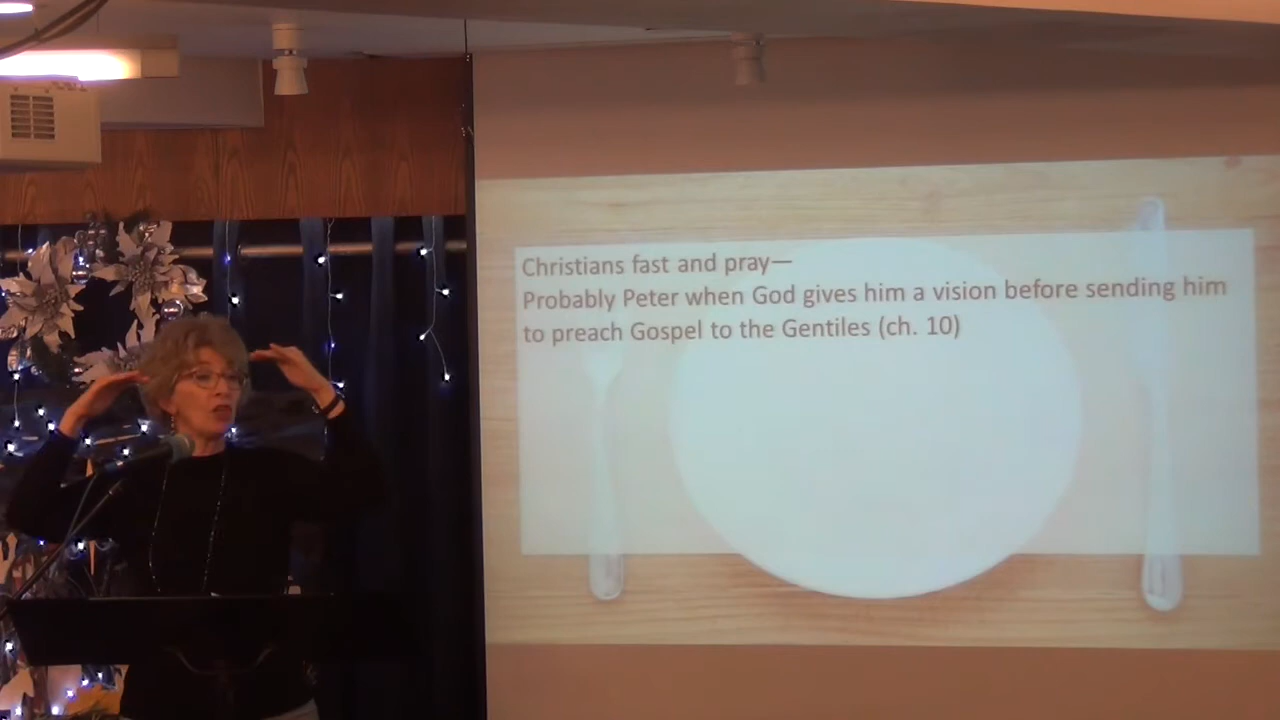 Christians fast and pray—
Probably Peter when God gives him a vision before sending him
to preach Gospel to the Gentiles (ch. 10)